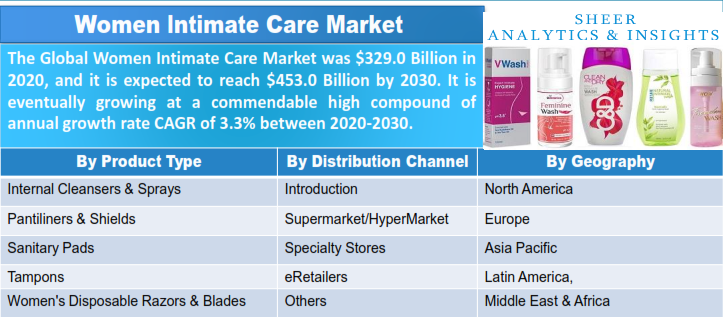 Women Intimate Care Market
SHEER
ANALYTICS & INSIGHTS
The Global Women Intimate Care Market was $329.0 Billion in
2020, and it is expected to reach $453.0 Billion by 2030. It is
eventually growing at a commendable high compound of
annual growth rate CAGR of 3.3% between 2020-2030.
VWash
HYGIENE
Feminine
Wash
CLEAN
AND DRY
By Product Type
By Distribution Channel
By Geography
Internal Cleansers & Sprays
Introduction
North America
Pantiliners & Shields
Supermarket/HyperMarket
Europe
Sanitary Pads
Specialty Stores
Asia Pacific
Tampons
eRetailers
Latin America,
Women's Disposable Razors & Blades
Others
Middle East & Africa